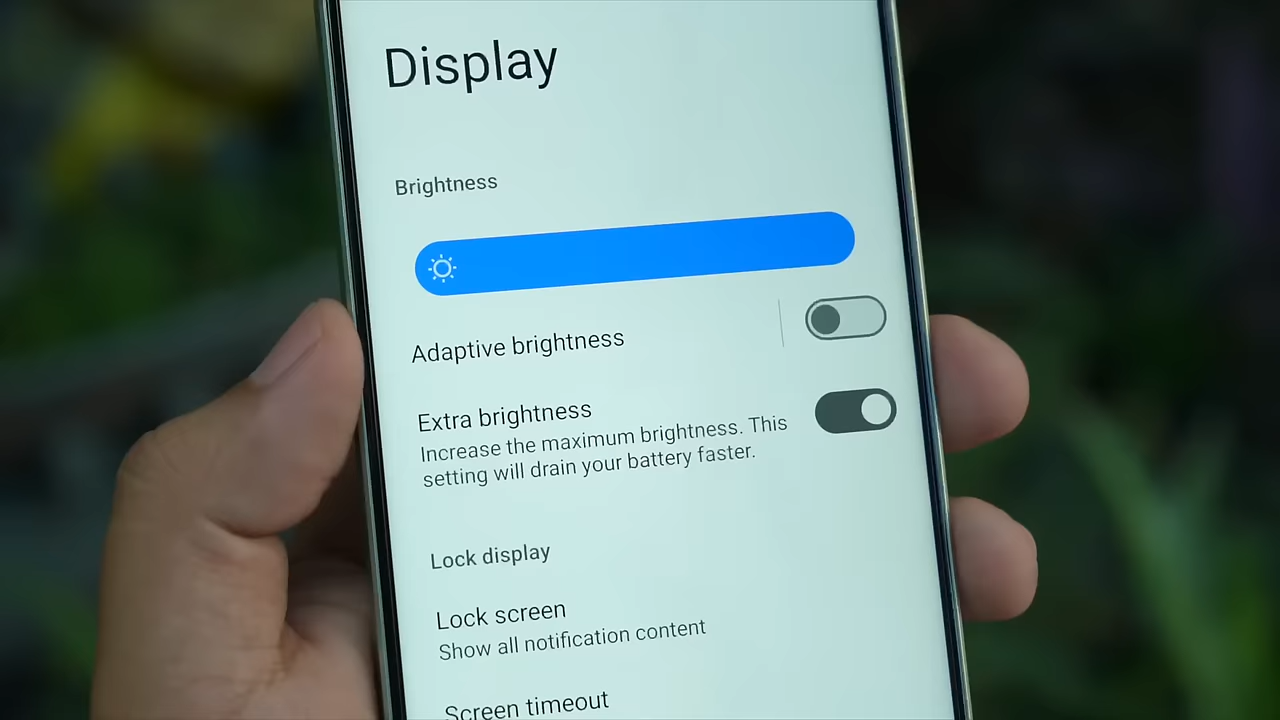 Display
Brightness
Adaptive brightness
Extra brightness
Increase the maximum brightness. This
setting will drain your battery faster.
Lock display
Lock screen
Show all notification content
Screen timeout